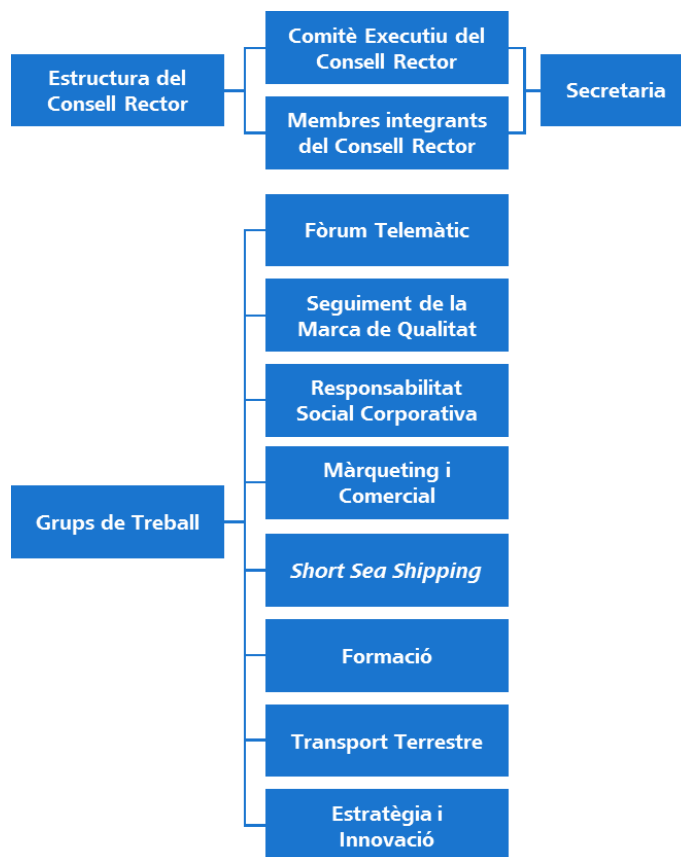 Estructura del
Consell Rector
Comitè Executiu del
Consell Rector
Membres integrants
del Consell Rector
Secretaria
Grups de Treball
Fòrum Telemàtic
Seguiment de la
Marca de Qualitat
Responsabilitat
Social Corporativa
Màrqueting i
Comercial
Short Sea Shipping
Formació
Transport Terrestre
Estratègia i
Innovació